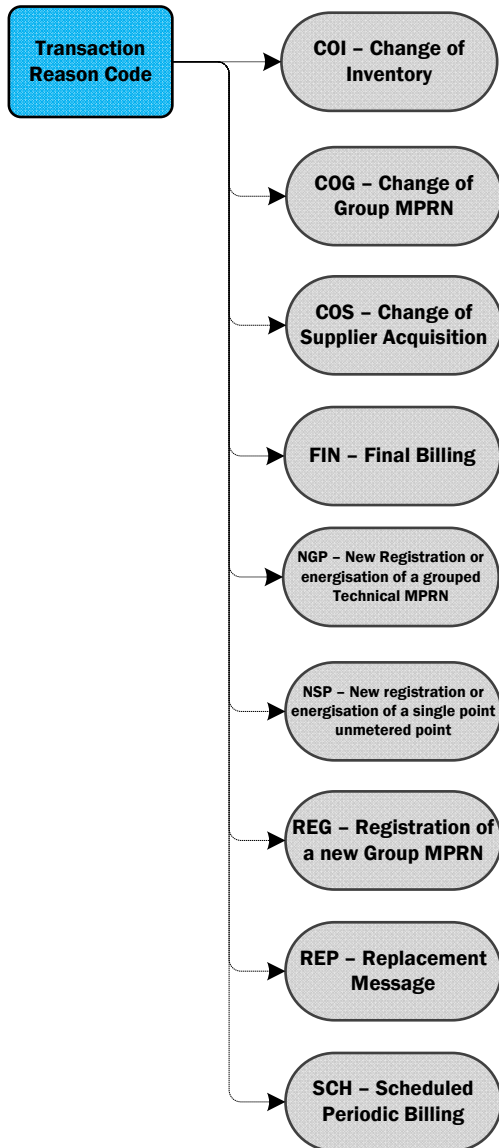 Transaction
Reason Code
COI – Change of
Inventory
COG – Change of
Group MPRN
COS – Change of
Supplier Acquisition
FIN – Final Billing
NGP – New Registration or
energisation of a grouped
Technical MPRN
NSP – New registration or
energisation of a single point
unmetered point
REG – Registration of
a new Group MPRN
REP – Replacement
Message
SCH – Scheduled
Periodic Billing